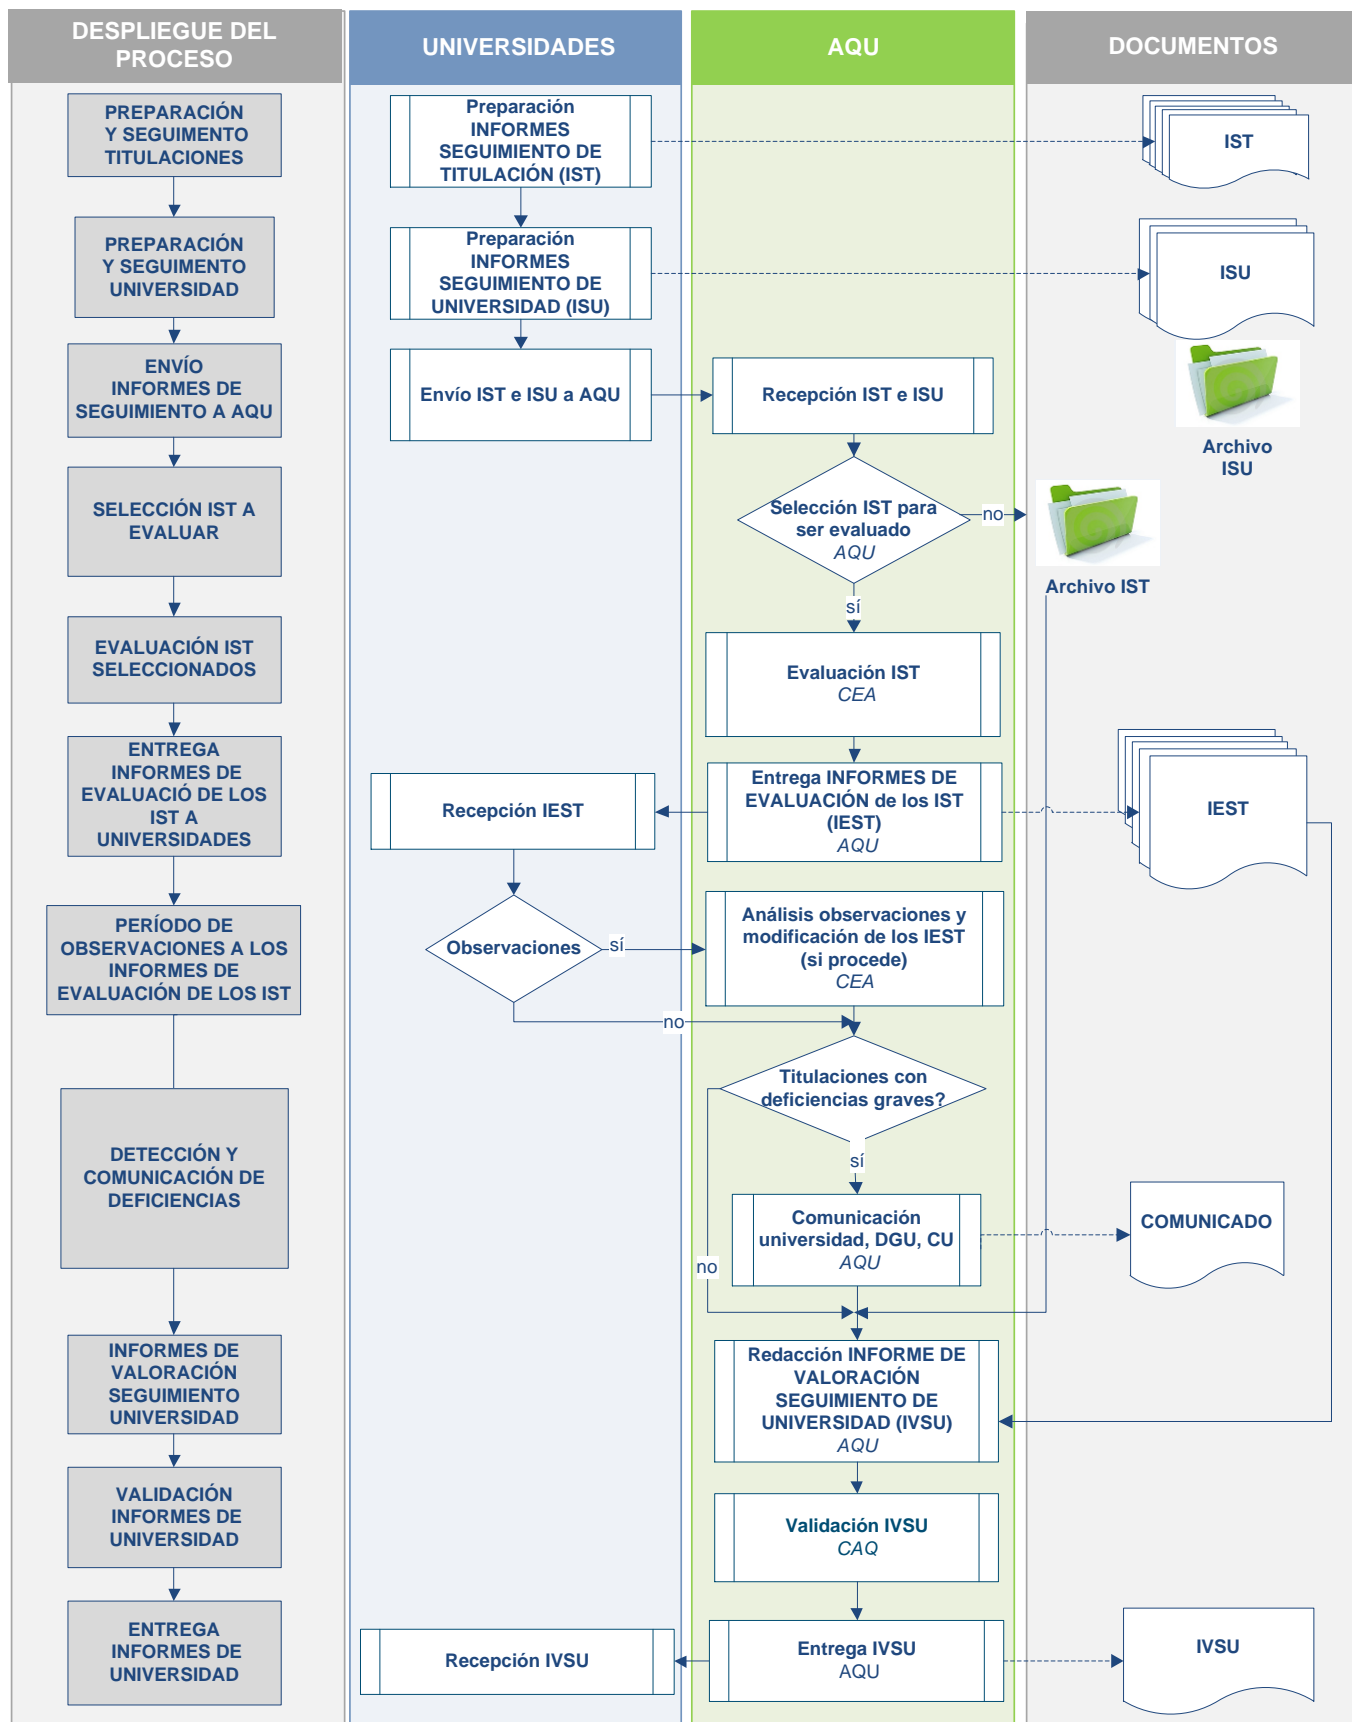 DESPLIEGUE DEL
PROCESO
UNIVERSIDADES
AQU
DOCUMENTOS
PREPARACIÓN
Y SEGUIMENTO
TITULACIONES
Preparación
INFORMES
SEGUIMIENTO DE
TITULACIÓN (IST)
IST
PREPARACIÓN
Y SEGUIMENTO
UNIVERSIDAD
Preparación
INFORMES
SEGUIMIENTO DE
UNIVERSIDAD (ISU)
ISU
ENVÍO
INFORMES DE
SEGUIMIENTO A AQU
Envío IST e ISU a AQU
Recepción IST e ISU
Archivo
ISU
SELECCIÓN IST A
EVALUAR
Selección IST para
ser evaluado
AQU
no
sí
Archivo IST
EVALUACIÓN IST
SELECCIONADOS
Evaluación IST
CEA
ENTREGA
INFORMES DE
EVALUACIÓ DE LOS
IST A
UNIVERSIDADES
Recepción IEST
Entrega INFORMES DE
EVALUACIÓN de los IST
(IEST)
AQU
IEST
PERÍODO DE
OBSERVACIONES A LOS
INFORMES DE
EVALUACIÓN DE LOS IST
Observaciones
sí
no
Análisis observaciones y
modificación de los IEST
(si procede)
CEA
Titulaciones con
deficiencias graves?
sí
no
DETECCIÓN Y
COMUNICACIÓN DE
DEFICIENCIAS
Comunicación
universidad, DGU, CU
AQU
COMUNICADO
INFORMES DE
VALORACIÓN
SEGUIMIENTO
UNIVERSIDAD
Redacción INFORME DE
VALORACIÓN
SEGUIMIENTO DE
UNIVERSIDAD (IVSU)
AQU
VALIDACIÓN
INFORMES DE
UNIVERSIDAD
Validación IVSU
CAQ
ENTREGA
INFORMES DE
UNIVERSIDAD
Recepción IVSU
Entrega IVSU
AQU
IVSU